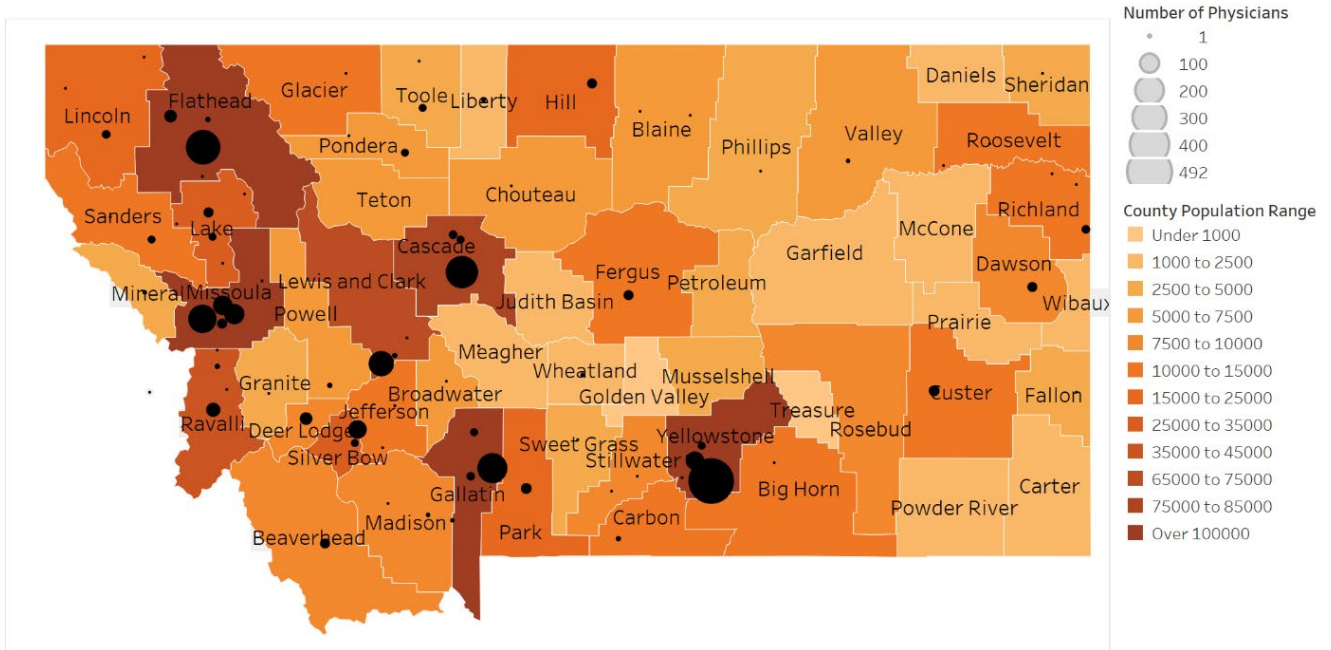 Number of Physicians
1
100
200
300
400
492
County Population Range
Under 1000
1000 to 2500
2500 to 5000
5000 to 7500
7500 to 10000
10000 to 15000
15000 to 25000
25000 to 35000
35000 to 45000
65000 to 75000
75000 to 85000
Over 100000
Lincoln
Flathead
Glacier
Toole
Liberty
Hill
Blaine
Phillips
Valley
Daniels
Sheridan
Roosevelt
Pondera
Teton
Chouteau
Sanders
Lake
Cascade
Fergus
Petroleum
Garfield
McCone
Richland
Dawson
Wibaux
Mineral
Missoula
Lewis and Clark
Powell
Judith Basin
Prairie
Meagher
Wheatland
Golden Valley
Musselshell
Treasure
Rosebud
Custer
Fallon
Granite
Broadwater
Ravalli
Deer Lodge
Jefferson
Silver Bow
Gallatin
Sweet Grass
Stillwater
Yellowstone
Big Horn
Powder River
Carter
Beaverhead
Madison
Park
Carbon